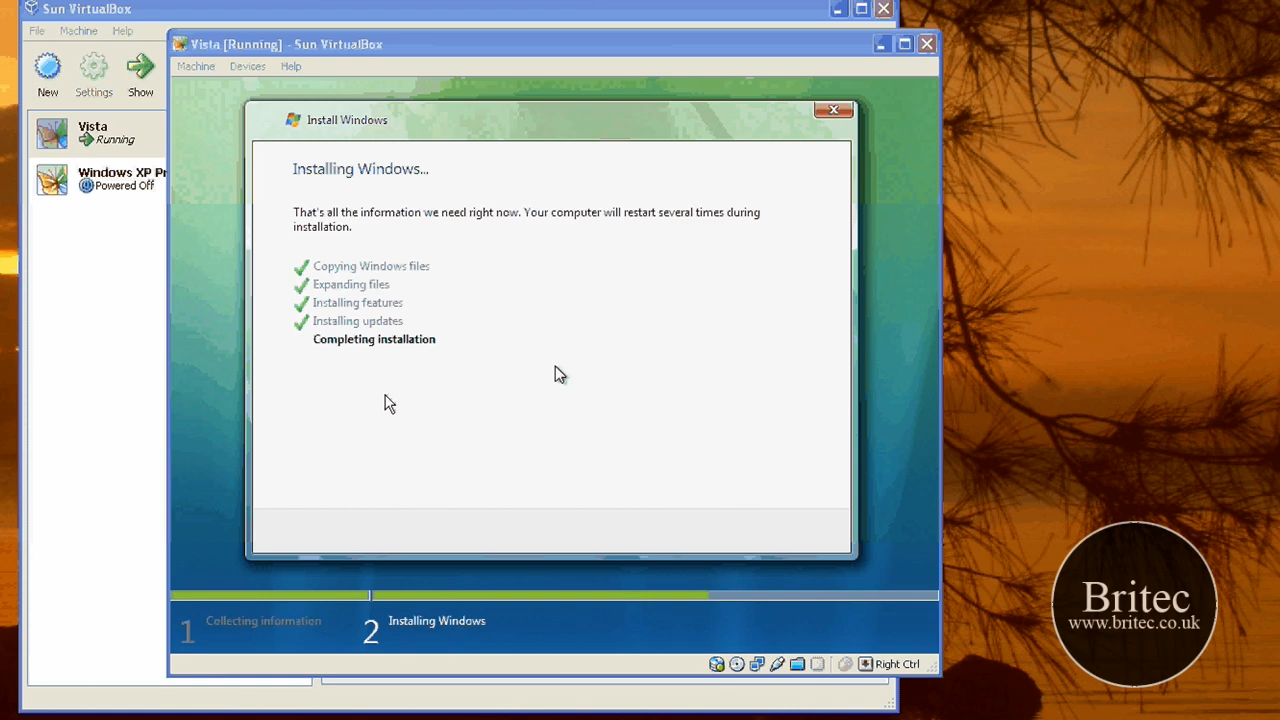 Sun VirtualBox
File Machine Help
New Settings Show
Vista
Running
Windows XP Pr
Powered Off
Vista [Running] - Sun VirtualBox
Machine Devices Help
Install Windows
Installing Windows...
That's all the information we need right now. Your computer will restart several times during
installation.
Copying Windows files
Expanding files
Installing features
Installing updates
Completing installation
1 Collecting information
2 Installing Windows
Right Ctrl
Britec
www.britec.co.uk